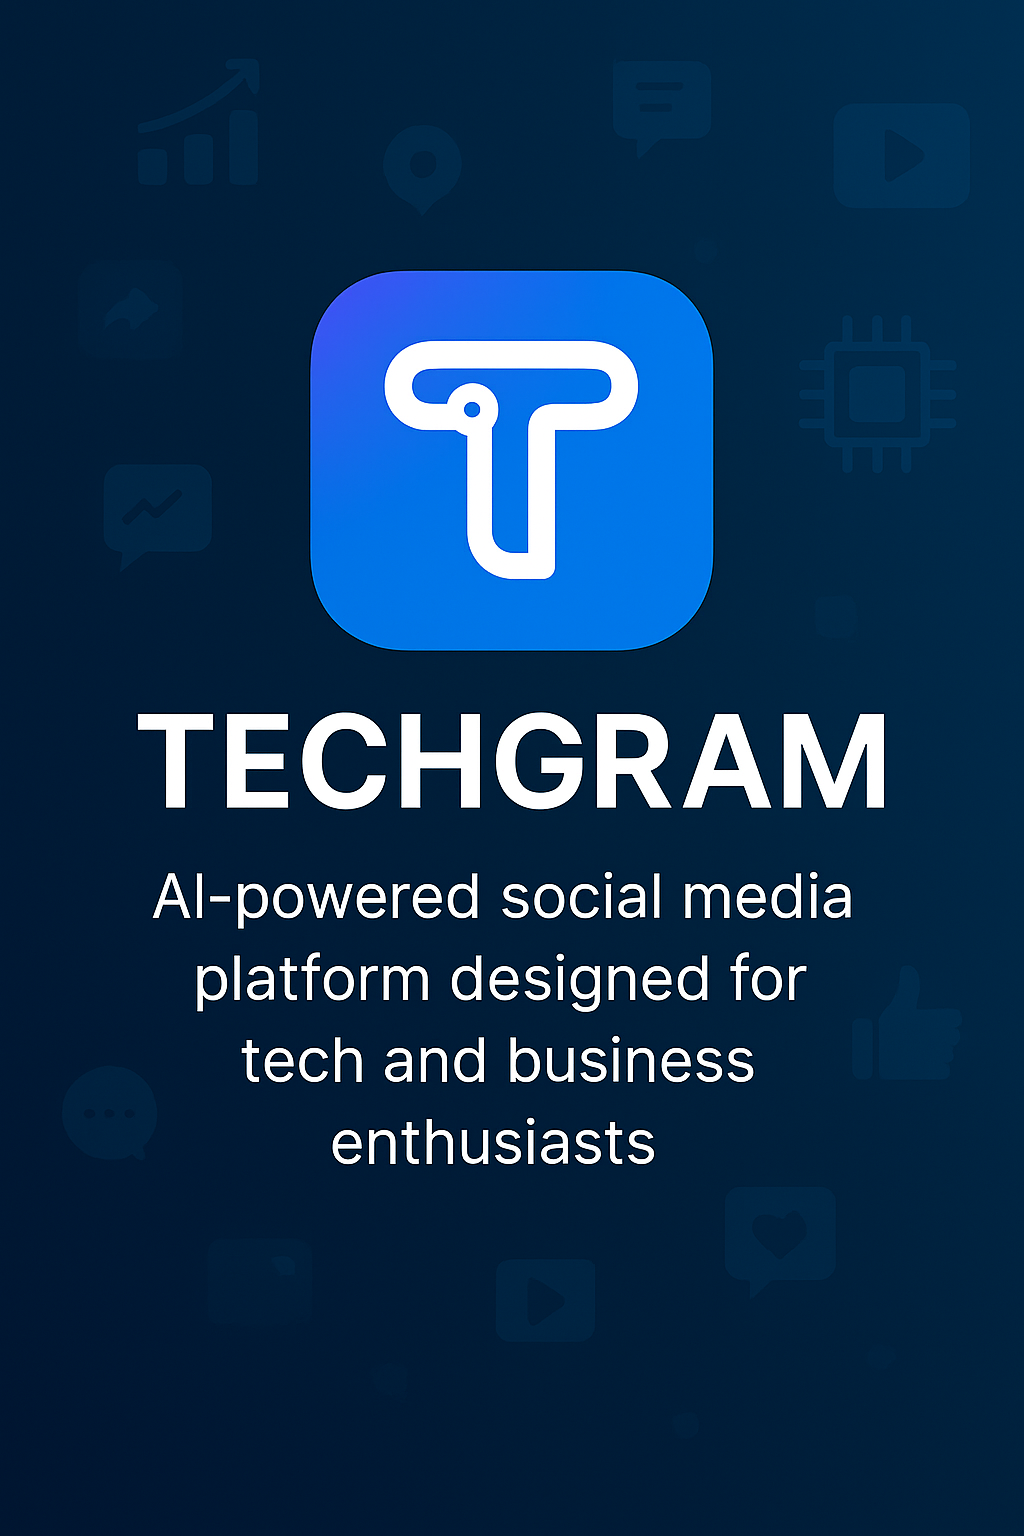 T
TECHGRAM
AI-powered social media
platform designed for
tech and business
enthusiasts